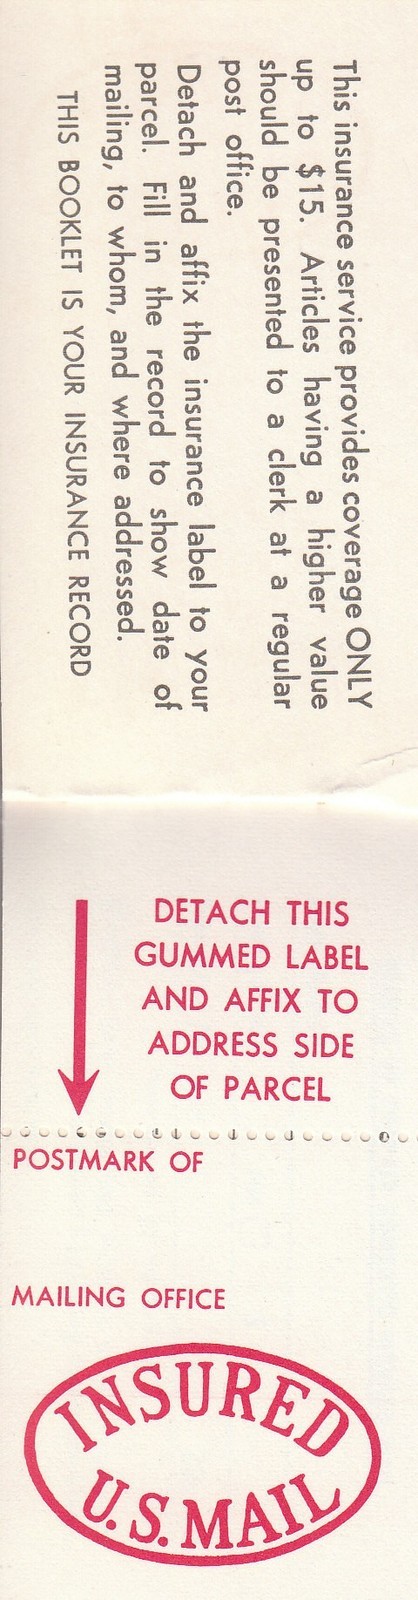 This insurance service provides coverage ONLY
up to $15. Articles having a higher value
should be presented to a clerk at a regular
post office.
Detach and affix the insurance label to your
parcel. Fill in the record to show date of
mailing, to whom, and where addressed.
THIS BOOKLET IS YOUR INSURANCE RECORD
DETACH THIS
GUMMED LABEL
AND AFFIX TO
ADDRESS SIDE
OF PARCEL
POSTMARK OF
MAILING OFFICE
INSURED
U.S. MAIL